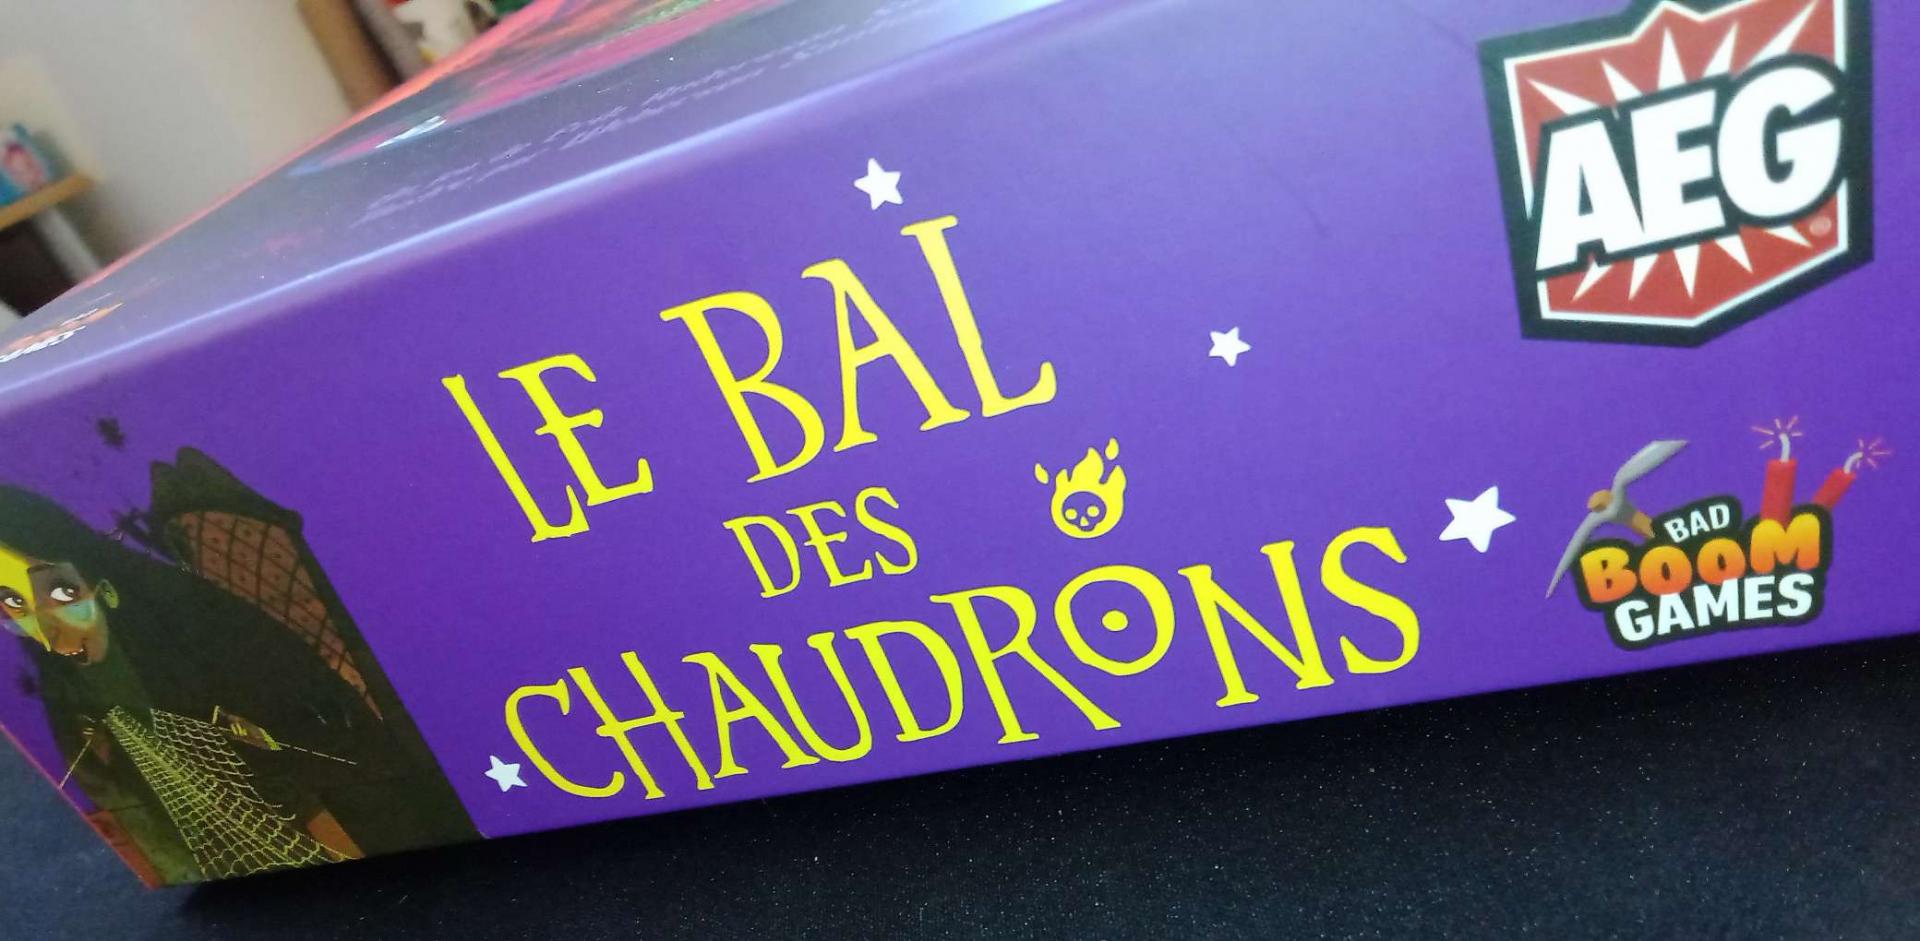 LE BAL
DES
CHAUDRONS
AEG
BAD
BOOM
GAMES